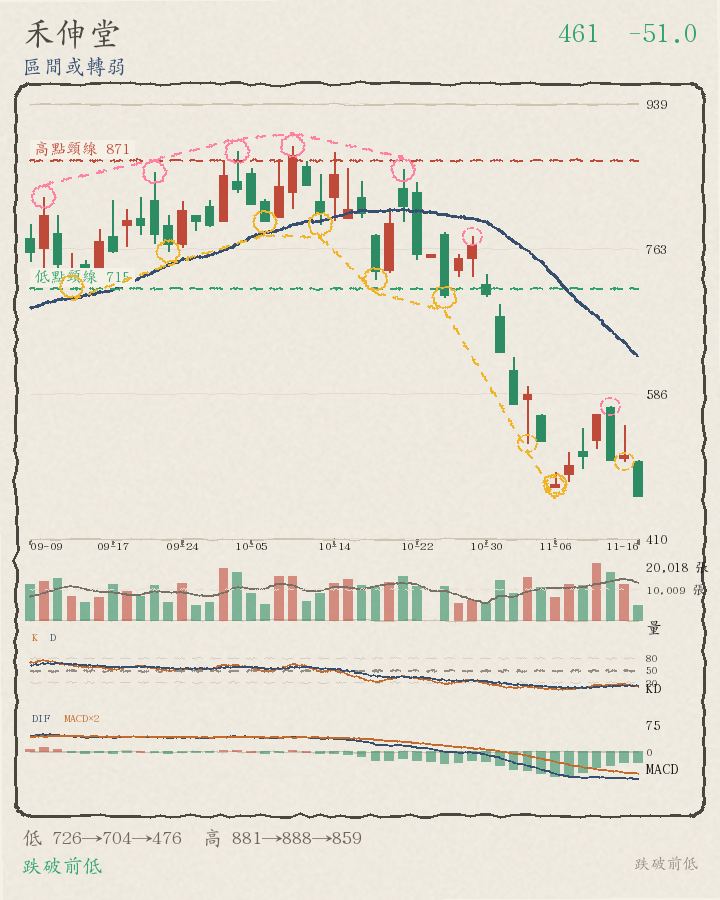 禾伸堂
461 -51.0
區間或轉弱
939
高點頸線 871
763
低點頸線 715
586
410
09-09 09-17 09-24 10-05 10-14 10-22 10-30 11-06 11-16
20,018 張
10,009 張
量
K D
80
50
20
KD
DIF MACD×2
75
0
MACD
低 726→704→476 高 881→888→859
跌破前低
跌破前低